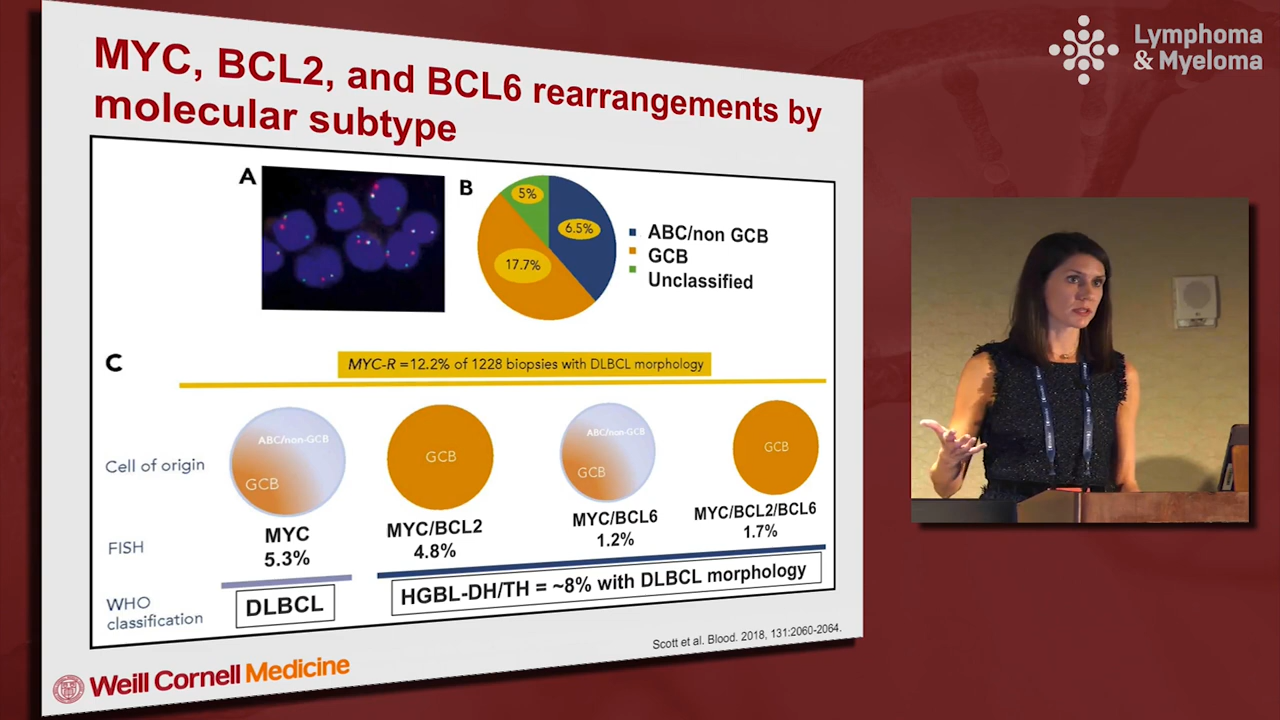 Lymphoma
& Myeloma
MYC, BCL2, and BCL6 rearrangements by
molecular subtype
A
B
5%
6.5%
17.7%
ABC/non GCB
GCB
Unclassified
C
MYC-R =12.2% of 1228 biopsies with DLBCL morphology
Cell of origin
ABC/non-GCB
GCB
GCB
ABC/non-GCB
GCB
GCB
FISH
MYC
5.3%
MYC/BCL2
4.8%
MYC/BCL6
1.2%
MYC/BCL2/BCL6
1.7%
WHO
classification
DLBCL
HGBL-DH/TH = ~8% with DLBCL morphology
Scott et al. Blood. 2018, 131:2060-2064.
Weill Cornell Medicine